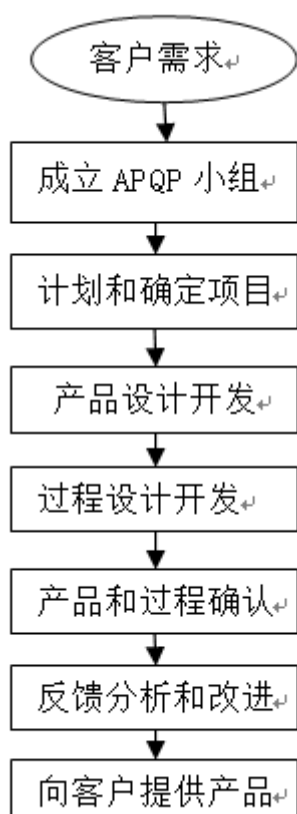 客户需求
成立 APQP 小组
计划和确定项目
产品设计开发
过程设计开发
产品和过程确认
反馈分析和改进
向客户提供产品